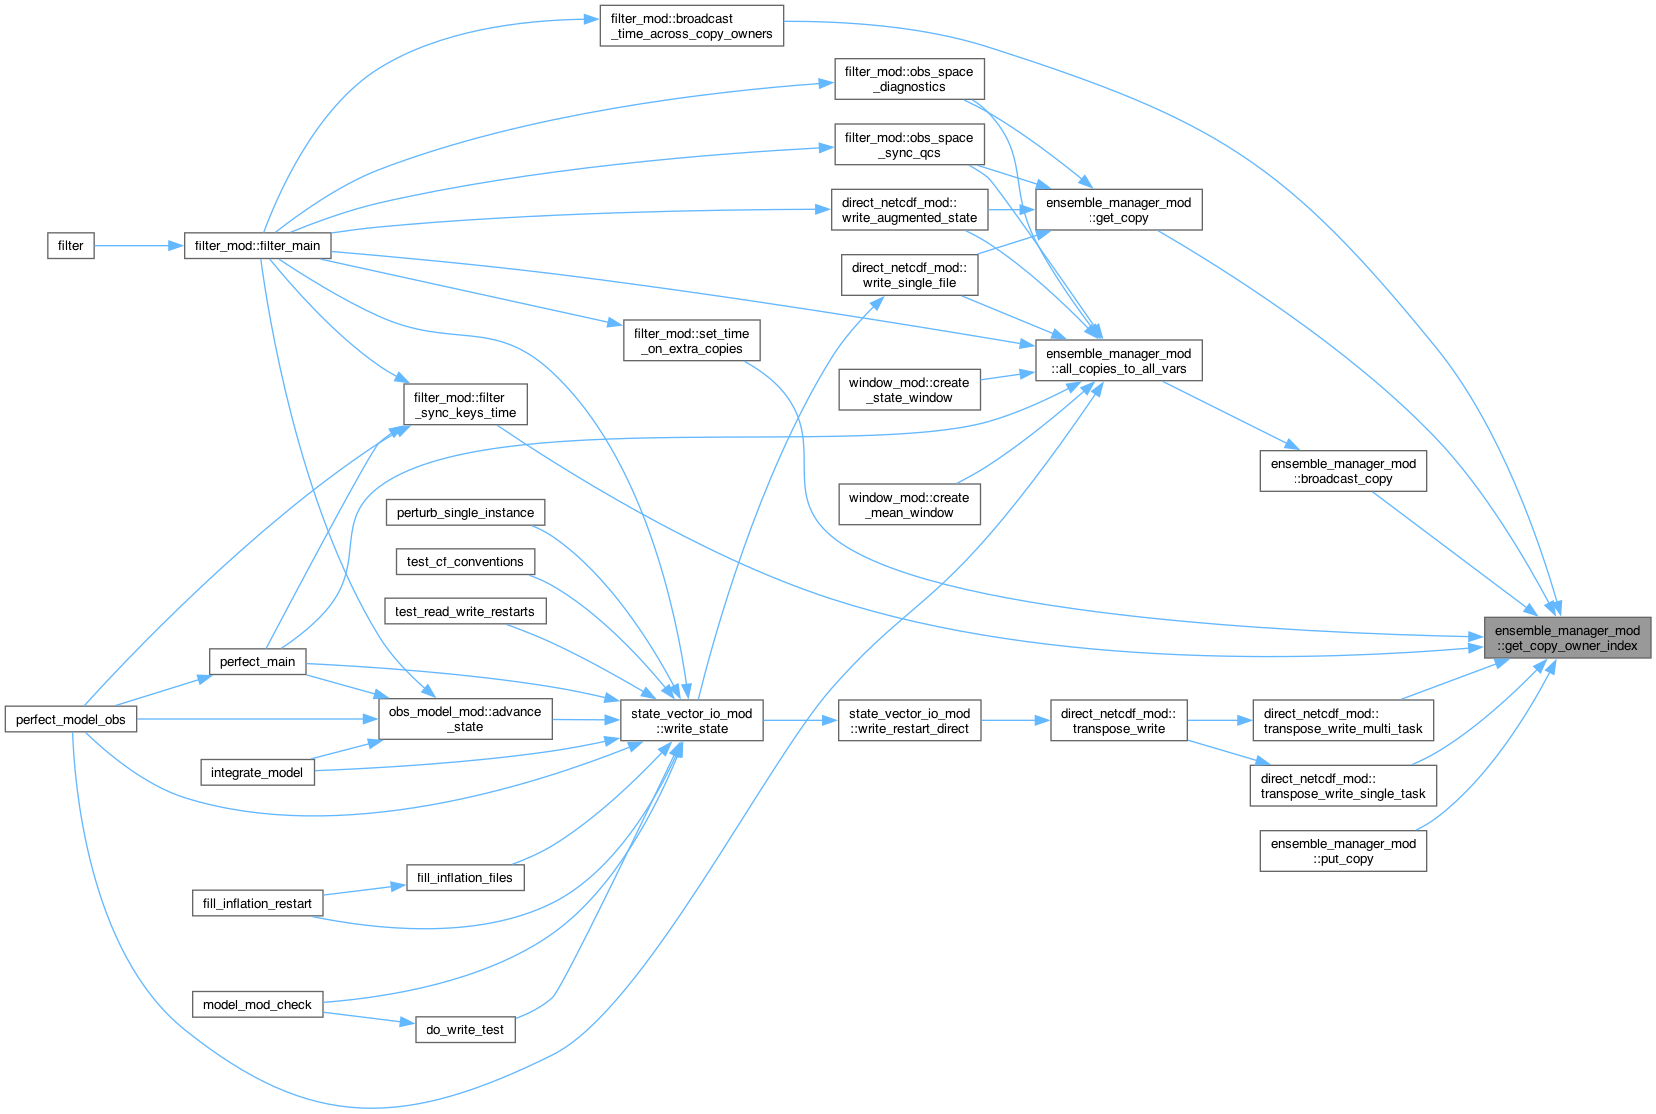 filter_mod::broadcast
_time_across_copy_owners
filter_mod::obs_space
_diagnostics
filter_mod::obs_space
_sync_qcs
direct_netcdf_mod::
write_augmented_state
ensemble_manager_mod
::get_copy
filter
filter_mod::filter_main
direct_netcdf_mod::
write_single_file
filter_mod::set_time
_on_extra_copies
ensemble_manager_mod
::all_copies_to_all_vars
window_mod::create
_state_window
filter_mod::filter
_sync_keys_time
ensemble_manager_mod
::broadcast_copy
window_mod::create
_mean_window
perturb_single_instance
test_cf_conventions
test_read_write_restarts
ensemble_manager_mod
::get_copy_owner_index
perfect_main
perfect_model_obs
obs_model_mod::advance
_state
state_vector_io_mod
::write_state
state_vector_io_mod
::write_restart_direct
direct_netcdf_mod::
transpose_write
direct_netcdf_mod::
transpose_write_multi_task
integrate_model
direct_netcdf_mod::
transpose_write_single_task
ensemble_manager_mod
::put_copy
fill_inflation_files
fill_inflation_restart
model_mod_check
do_write_test